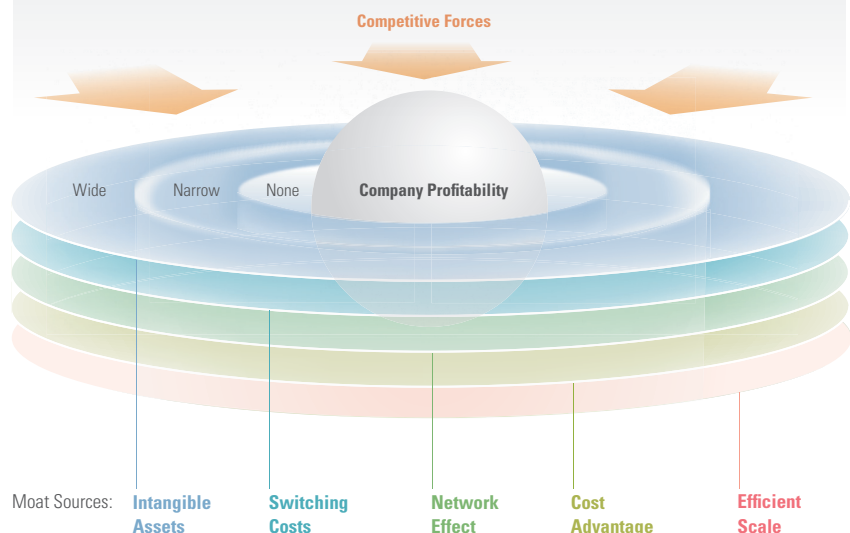 Competitive Forces
Wide Narrow None Company Profitability
Moat Sources: Intangible Switching Network Cost Efficient
Assets Costs Effect Advantage Scale